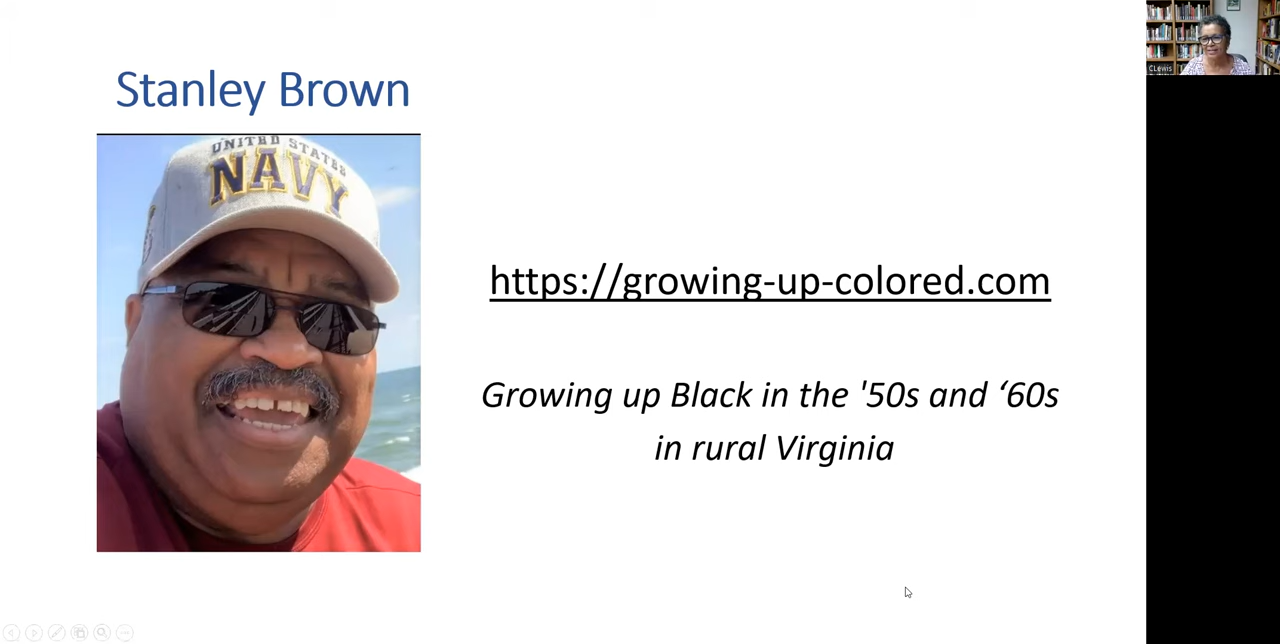 Stanley Brown
UNITED STATES
NAVY
https://growing-up-colored.com
Growing up Black in the '50s and ‘60s
in rural Virginia
CLewis